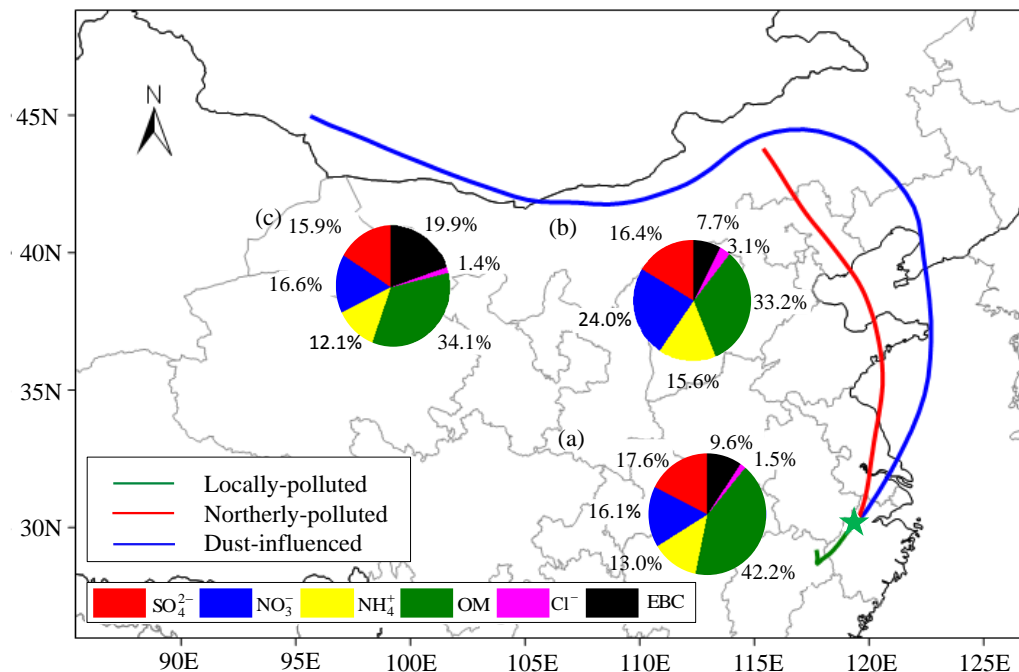 N
45N
40N
35N
30N
(c)
15.9%
19.9%
1.4%
16.6%
12.1%
34.1%
(b)
16.4%
7.7%
3.1%
24.0%
33.2%
15.6%
(a)
17.6%
9.6%
1.5%
16.1%
13.0%
42.2%
Locally-polluted
Northerly-polluted
Dust-influenced
SO₄²⁻ NO₃⁻ NH₄⁺ OM Cl⁻ EBC
90E 95E 100E 105E 110E 115E 120E 125E